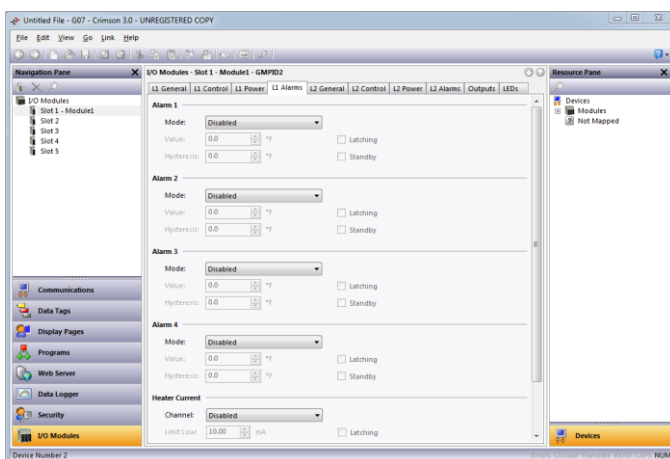 Untitled File - G07 - Crimson 3.0 - UNREGISTERED COPY
File Edit View Go Link Help
Navigation Pane
I/O Modules - Slot 1 - Module1 - GMPID2
Resource Pane
I/O Modules
Slot 1 - Module1
Slot 2
Slot 3
Slot 4
Slot 5
L1 General L1 Control L1 Power L1 Alarms L2 General L2 Control L2 Power L2 Alarms Outputs LEDs
Alarm 1
Mode: Disabled
Value: 0.0 °F Latching
Hysteresis: 0.0 °F Standby
Alarm 2
Mode: Disabled
Value: 0.0 °F Latching
Hysteresis: 0.0 °F Standby
Alarm 3
Mode: Disabled
Value: 0.0 °F Latching
Hysteresis: 0.0 °F Standby
Alarm 4
Mode: Disabled
Value: 0.0 °F Latching
Hysteresis: 0.0 °F Standby
Heater Current
Channel: Disabled
Limit Low: 10.00 mA Latching
Devices
Modules
Not Mapped
Communications
Data Tags
Display Pages
Programs
Web Server
Data Logger
Security
I/O Modules
Devices
Device Number 2
Errors Circular Translate READ CAPS NUM